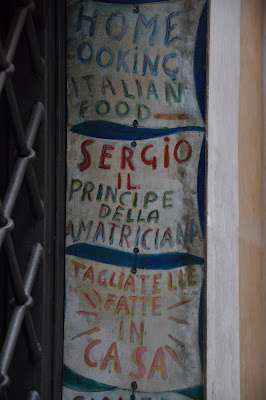 HOME
COOKING
ITALIAN
FOOD
SERGIO
IL
PRINCIPE
DELLA
AMATRICIANA
TAGLIATELLE
FATTE
IN
CASA